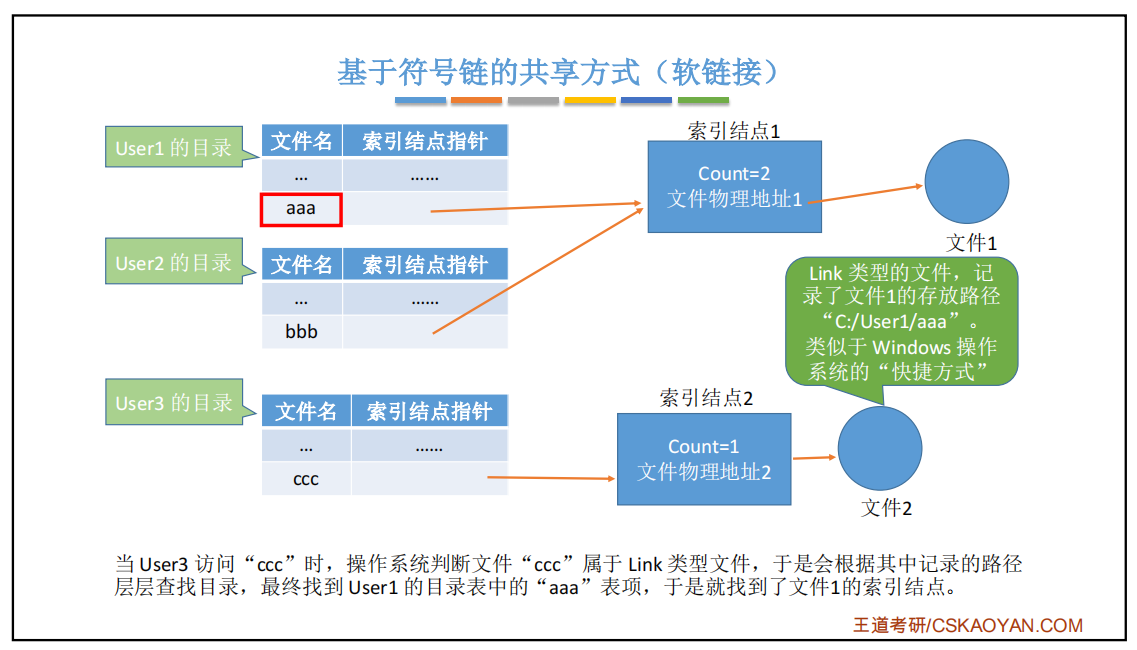 基于符号链的共享方式（软链接）
User1 的目录
文件名 索引结点指针
... ......
aaa
User2 的目录
文件名 索引结点指针
... ......
bbb
User3 的目录
文件名 索引结点指针
... ......
ccc
索引结点1
Count=2
文件物理地址1
文件1
Link 类型的文件，记
录了文件1的存放路径
“C:/User1/aaa”。
类似于 Windows 操作
系统的“快捷方式”
索引结点2
Count=1
文件物理地址2
文件2
当 User3 访问“ccc”时，操作系统判断文件“ccc”属于 Link 类型文件，于是会根据其中记录的路径
层层查找目录，最终找到 User1 的目录表中的“aaa”表项，于是就找到了文件1的索引结点。
王道考研/CSKAOYAN.COM